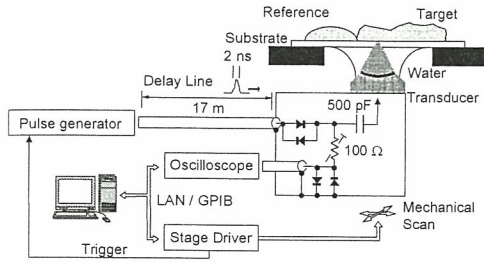 Reference
Target
Substrate
2 ns
Water
Delay Line
Transducer
17 m
500 pF
Pulse generator
100 Ω
Oscilloscope
LAN / GPIB
Mechanical
Scan
Stage Driver
Trigger